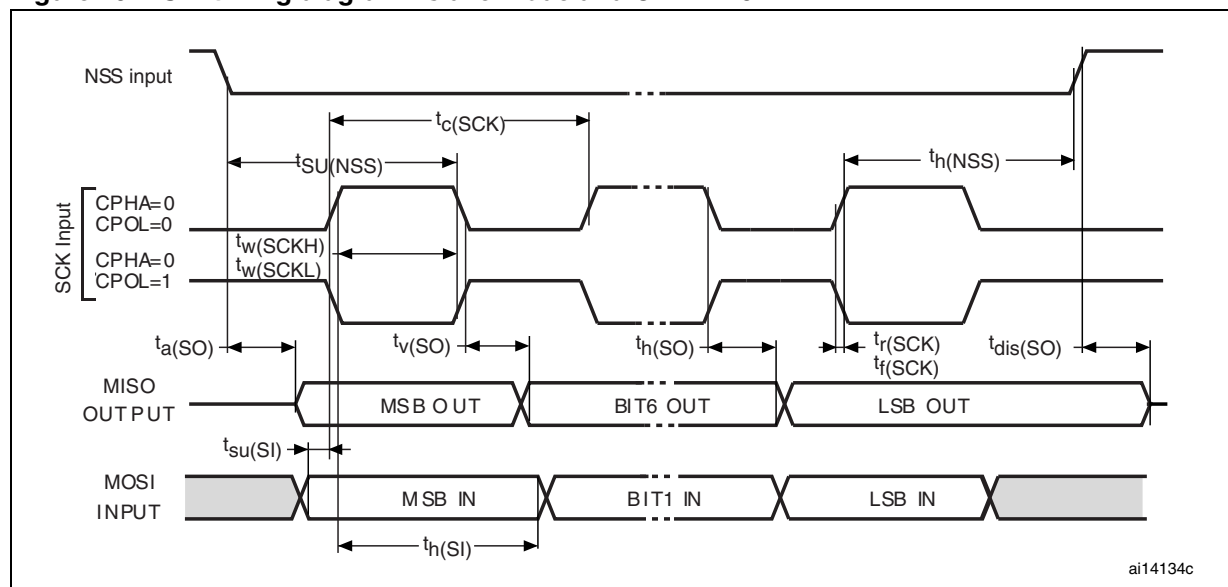 NSS input
tc(SCK)
tSU(NSS)
th(NSS)
SCK Input
CPHA=0
CPOL=0
tw(SCKH)
CPHA=0
tw(SCKL)
CPOL=1
ta(SO)
tv(SO)
th(SO)
tr(SCK)
tf(SCK)
tdis(SO)
MISO
OUTPUT
MSB OUT
BIT6 OUT
LSB OUT
tsu(SI)
MOSI
INPUT
MSB IN
BIT1 IN
LSB IN
th(SI)
ai14134c